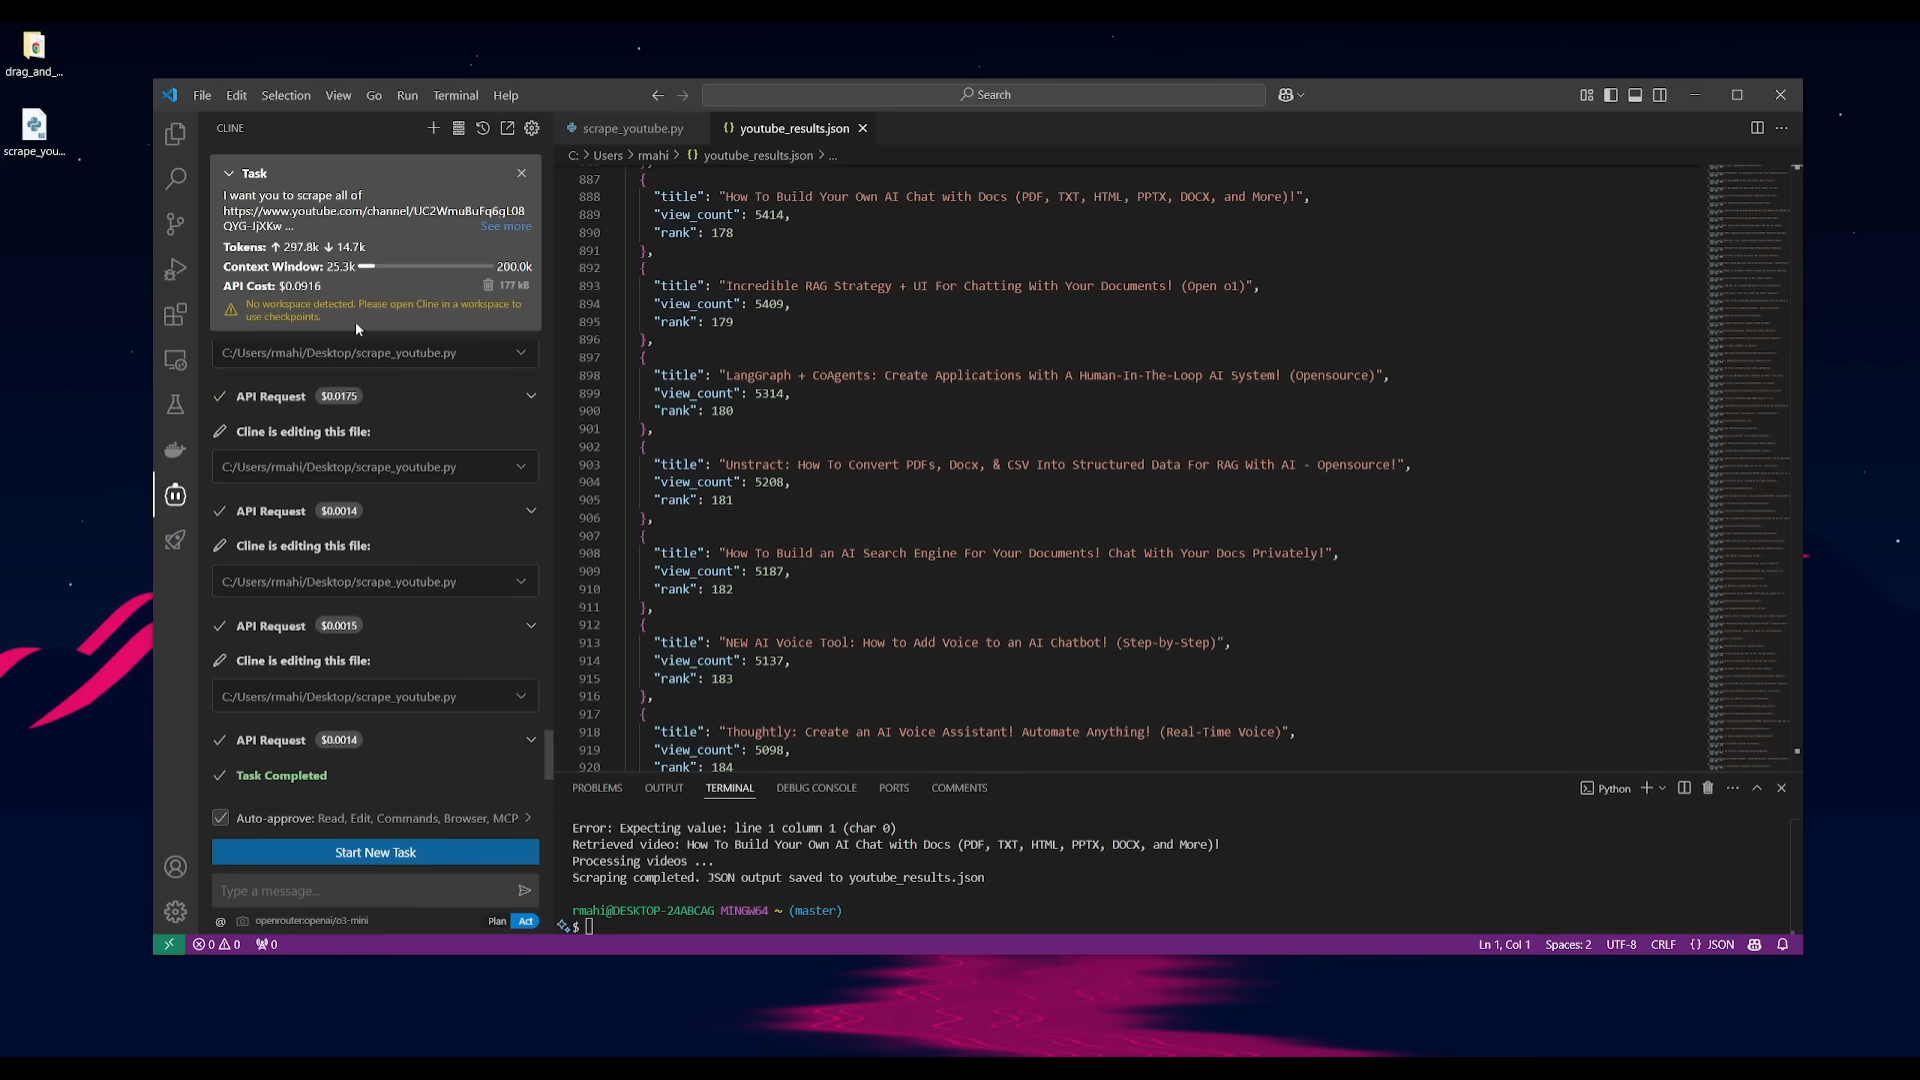 drag_and_...
scrape_you...
File Edit Selection View Go Run Terminal Help
Search
CLINE
scrape_youtube.py
{} youtube_results.json
C: > Users > rmahi > {} youtube_results.json > ...
Task
I want you to scrape all of
https://www.youtube.com/channel/UC2WmuBuFq6gL08
QYG-JjXKw ...
See more
Tokens: ↑ 297.8k ↓ 14.7k
Context Window: 25.3k 200.0k
API Cost: $0.0916
177 kB
No workspace detected. Please open Cline in a workspace to
use checkpoints.
C:/Users/rmahi/Desktop/scrape_youtube.py
API Request $0.0175
Cline is editing this file:
C:/Users/rmahi/Desktop/scrape_youtube.py
API Request $0.0014
Cline is editing this file:
C:/Users/rmahi/Desktop/scrape_youtube.py
API Request $0.0015
Cline is editing this file:
C:/Users/rmahi/Desktop/scrape_youtube.py
API Request $0.0014
Task Completed
Auto-approve: Read, Edit, Commands, Browser, MCP
Start New Task
Type a message...
@ openrouter:openai/o3-mini Plan Act
887 {
888 "title": "How To Build Your Own AI Chat with Docs (PDF, TXT, HTML, PPTX, DOCX, and More)!",
889 "view_count": 5414,
890 "rank": 178
891 },
892 {
893 "title": "Incredible RAG Strategy + UI For Chatting With Your Documents! (Open o1)",
894 "view_count": 5409,
895 "rank": 179
896 },
897 {
898 "title": "LangGraph + CoAgents: Create Applications With A Human-In-The-Loop AI System! (Opensource)",
899 "view_count": 5314,
900 "rank": 180
901 },
902 {
903 "title": "Unstract: How To Convert PDFs, Docx, & CSV Into Structured Data For RAG With AI - Opensource!",
904 "view_count": 5208,
905 "rank": 181
906 },
907 {
908 "title": "How To Build an AI Search Engine For Your Documents! Chat With Your Docs Privately!",
909 "view_count": 5187,
910 "rank": 182
911 },
912 {
913 "title": "NEW AI Voice Tool: How to Add Voice to an AI Chatbot! (Step-by-Step)",
914 "view_count": 5137,
915 "rank": 183
916 },
917 {
918 "title": "Thoughtly: Create an AI Voice Assistant! Automate Anything! (Real-Time Voice)",
919 "view_count": 5098,
920 "rank": 184
PROBLEMS OUTPUT TERMINAL DEBUG CONSOLE PORTS COMMENTS
Python
Error: Expecting value: line 1 column 1 (char 0)
Retrieved video: How To Build Your Own AI Chat with Docs (PDF, TXT, HTML, PPTX, DOCX, and More)!
Processing videos ...
Scraping completed. JSON output saved to youtube_results.json
rmahi@DESKTOP-24ABCAG MINGW64 ~ (master)
$
0 0 0
Ln 1, Col 1 Spaces: 2 UTF-8 CRLF {} JSON